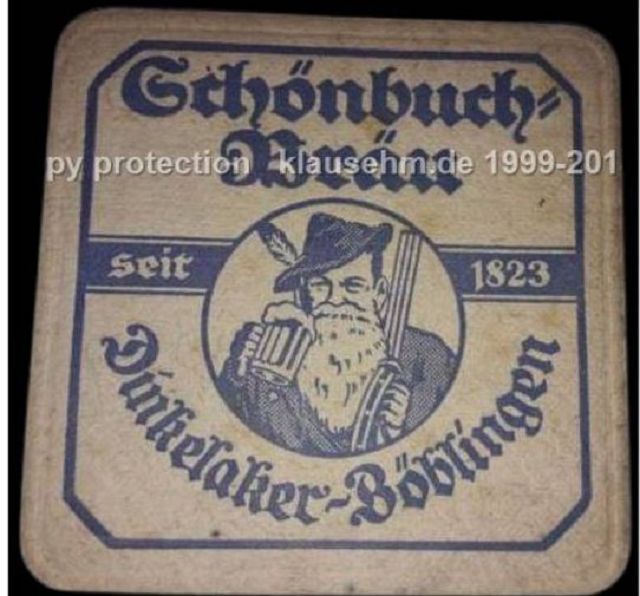 Schönbuch=
Bräu
py protection klausehm.de 1999-201
seit
1823
Dinkelaker-Böblingen